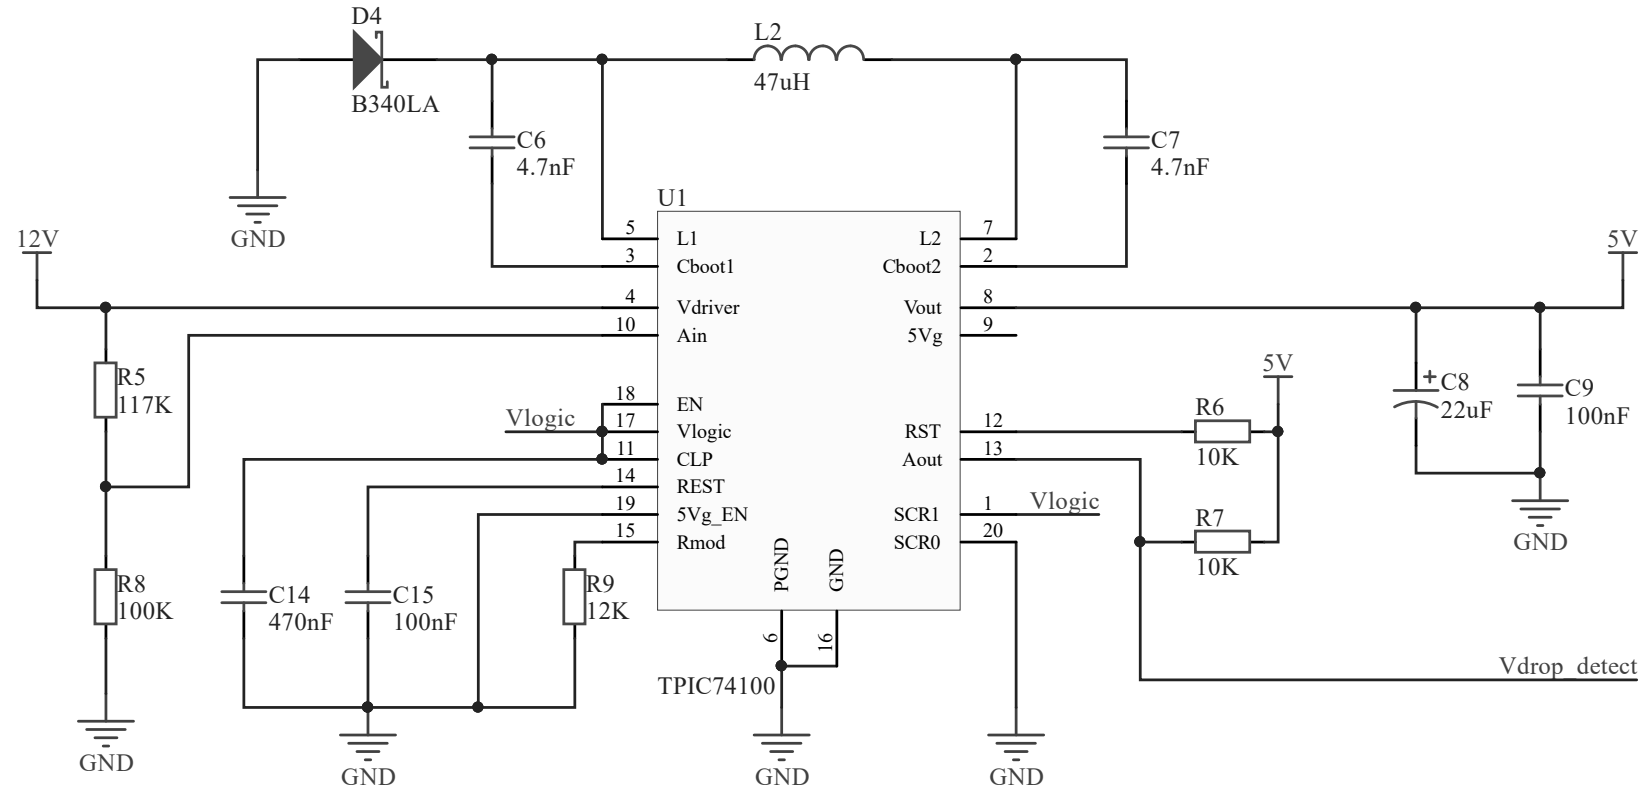 D4
B340LA
L2
47uH
C6
4.7nF
C7
4.7nF
GND
U1
12V
5V
5 L1
3 Cboot1
4 Vdriver
10 Ain
18 EN
17 Vlogic
11 CLP
14 REST
19 5Vg_EN
15 Rmod
L2 7
Cboot2 2
Vout 8
5Vg 9
RST 12
Aout 13
SCR1 1
SCR0 20
PGND 6
GND 16
TPIC74100
Vlogic
Vlogic
R5
117K
R8
100K
GND
C14
470nF
C15
100nF
R9
12K
GND
GND
GND
5V
R6
10K
R7
10K
+ C8
22uF
C9
100nF
GND
Vdrop_detect